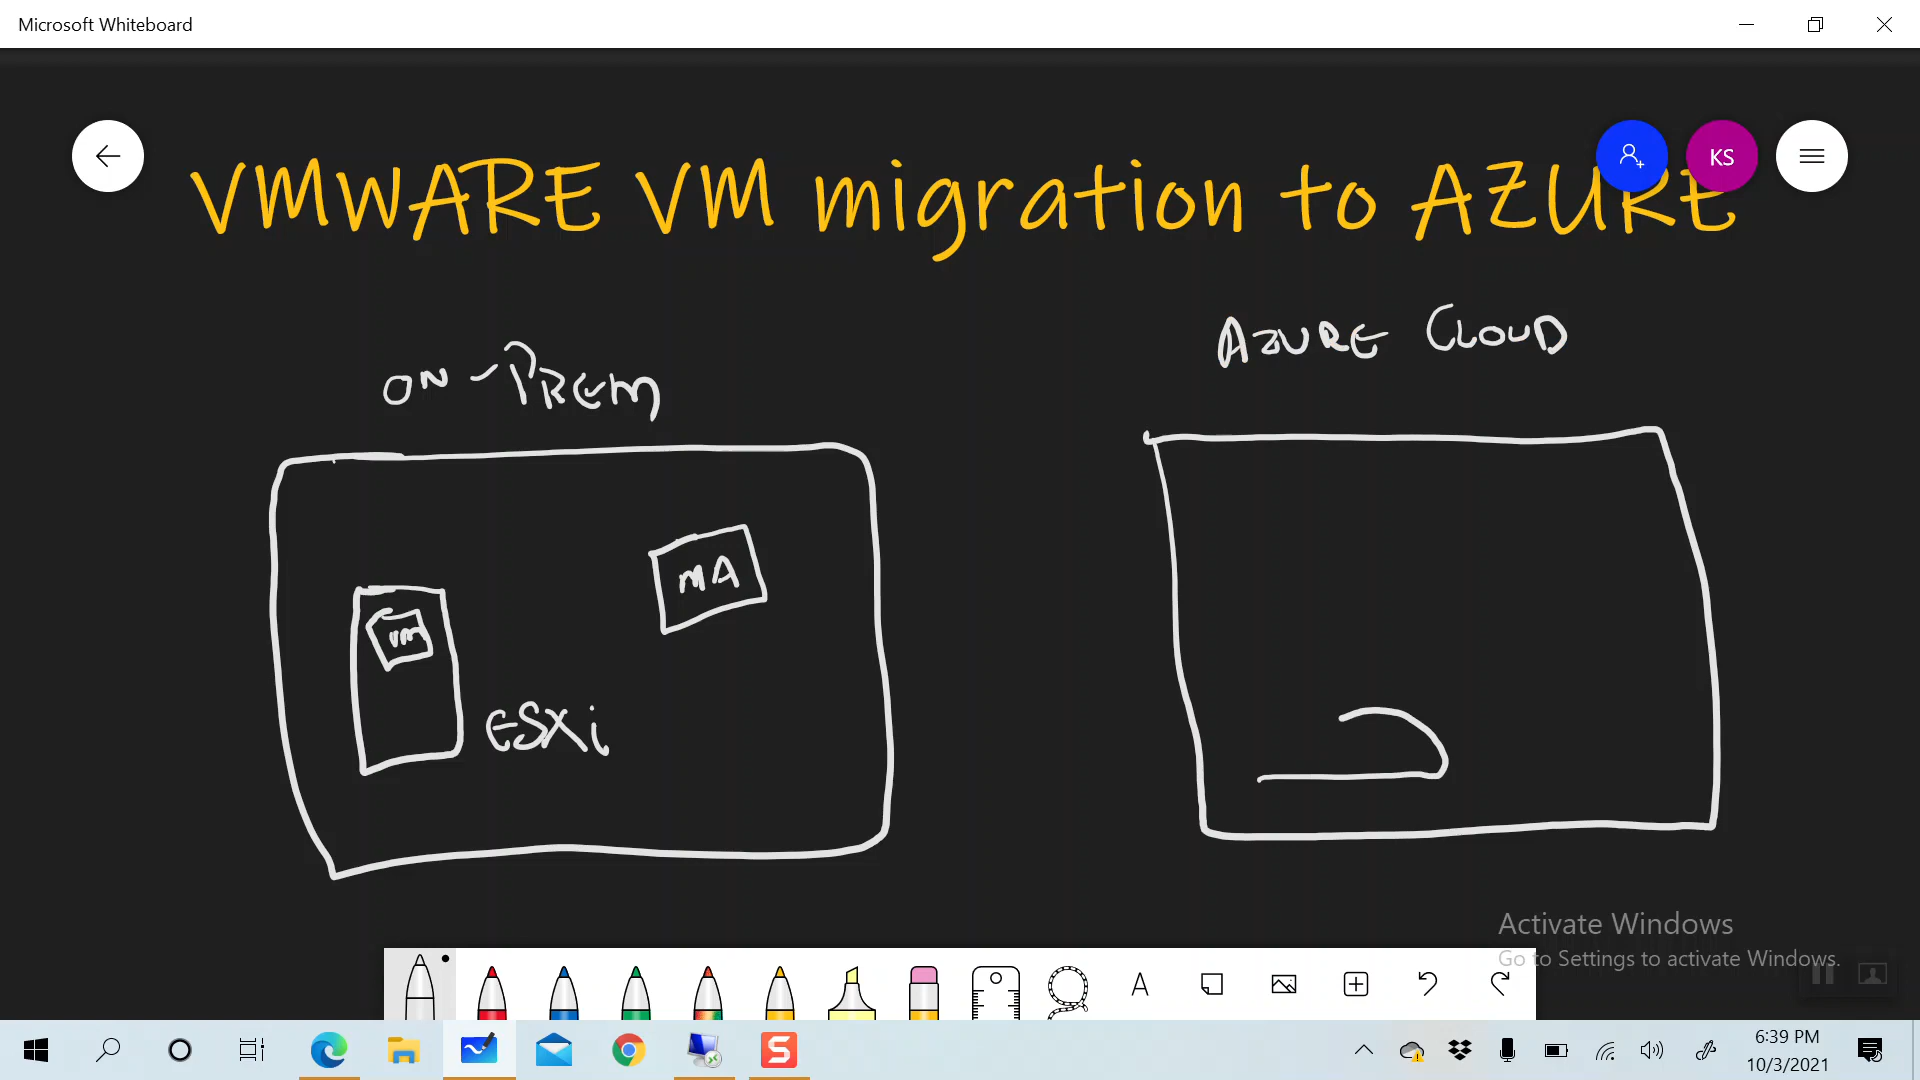 Microsoft Whiteboard
VMWARE VM migration to AZURE
KS
AZURE CLOUD
ON-PREM
MA
VM
ESXi
Activate Windows
Go to Settings to activate Windows.
A
S
6:39 PM
10/3/2021